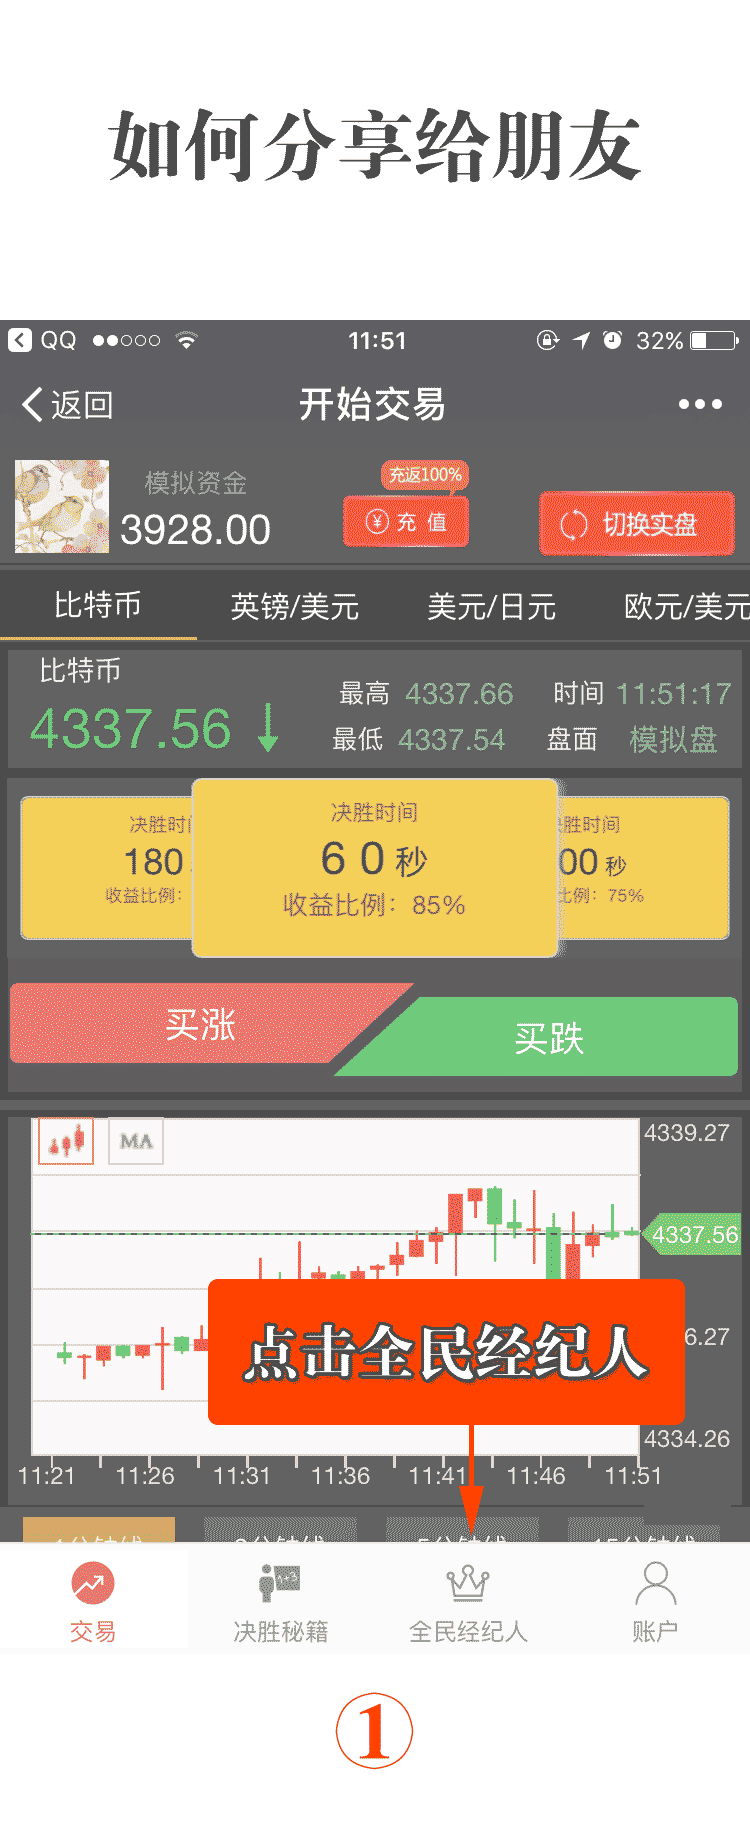 如何分享给朋友
QQ 11:51 32%
返回 开始交易
模拟资金
3928.00
充返100%
充 值
切换实盘
比特币 英镑/美元 美元/日元 欧元/美元
比特币
4337.56
最高 4337.66 时间 11:51:17
最低 4337.54 盘面 模拟盘
决胜时
180
收益比例:
决胜时间
60秒
收益比例: 85%
胜时间
00秒
比例: 75%
买涨
买跌
MA
4339.27
4337.56
点击全民经纪人
6.27
4334.26
11:21 11:26 11:31 11:36 11:41 11:46 11:51
交易 决胜秘籍 全民经纪人 账户
1